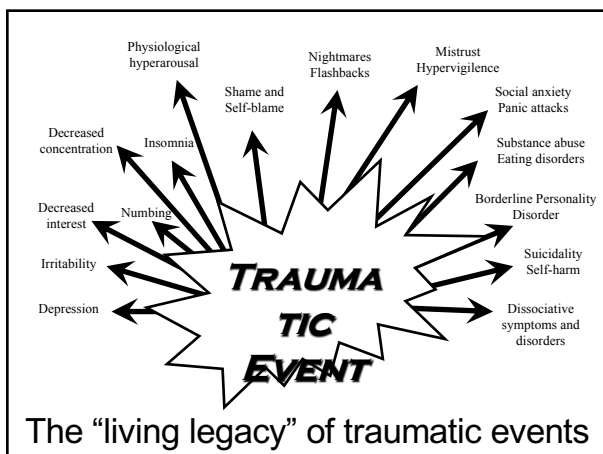 Physiological
hyperarousal
Nightmares
Flashbacks
Mistrust
Hypervigilence
Shame and
Self-blame
Social anxiety
Panic attacks
Decreased
concentration
Insomnia
Substance abuse
Eating disorders
Decreased
interest
Numbing
Borderline Personality
Disorder
Irritability
Suicidality
Self-harm
Depression
Dissociative
symptoms and
disorders
TRAUMA
TIC
EVENT
The “living legacy” of traumatic events